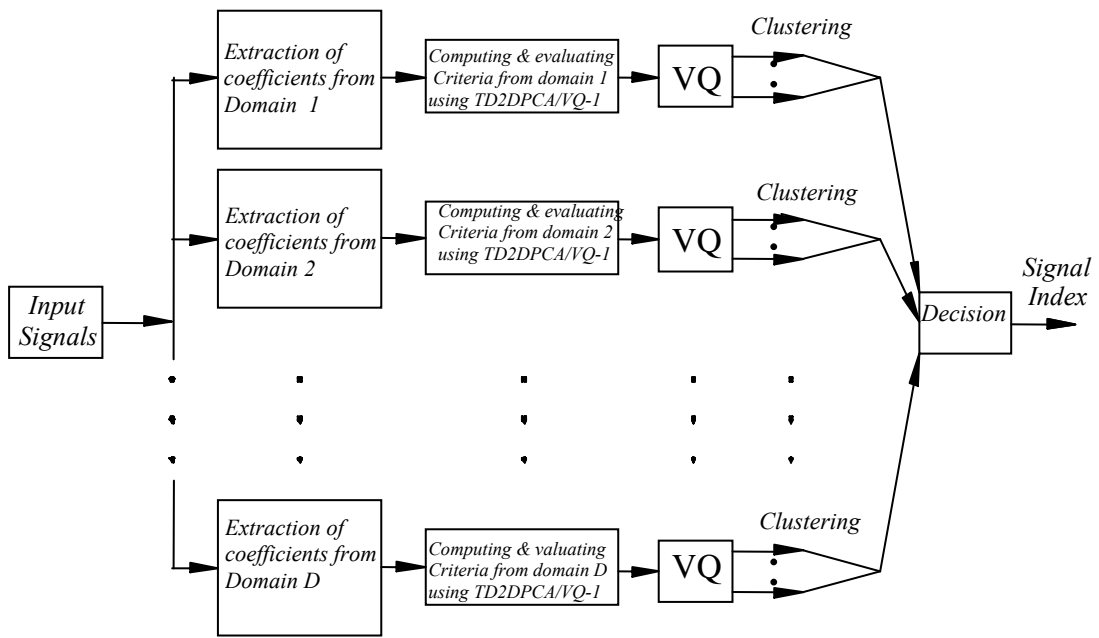 Clustering
Extraction of
coefficients from
Domain 1
Computing & evaluating
Criteria from domain 1
using TD2DPCA/VQ-1
VQ
Clustering
Extraction of
coefficients from
Domain 2
Computing & evaluating
Criteria from domain 2
using TD2DPCA/VQ-1
VQ
Input
Signals
Decision
Signal
Index
Clustering
Extraction of
coefficients from
Domain D
Computing & valuating
Criteria from domain D
using TD2DPCA/VQ-1
VQ